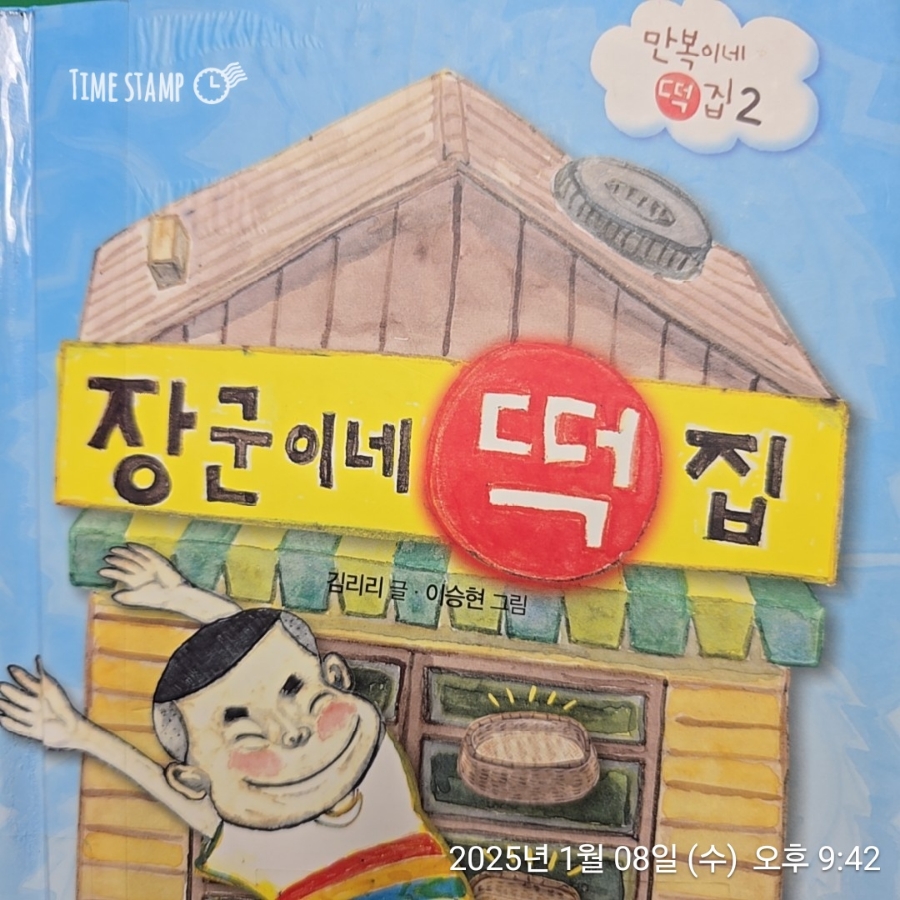 TIME STAMP
만복이네
떡집2
장군이네 떡집
김리리 글·이승현 그림
2025년 1월 08일 (수) 오후 9:42